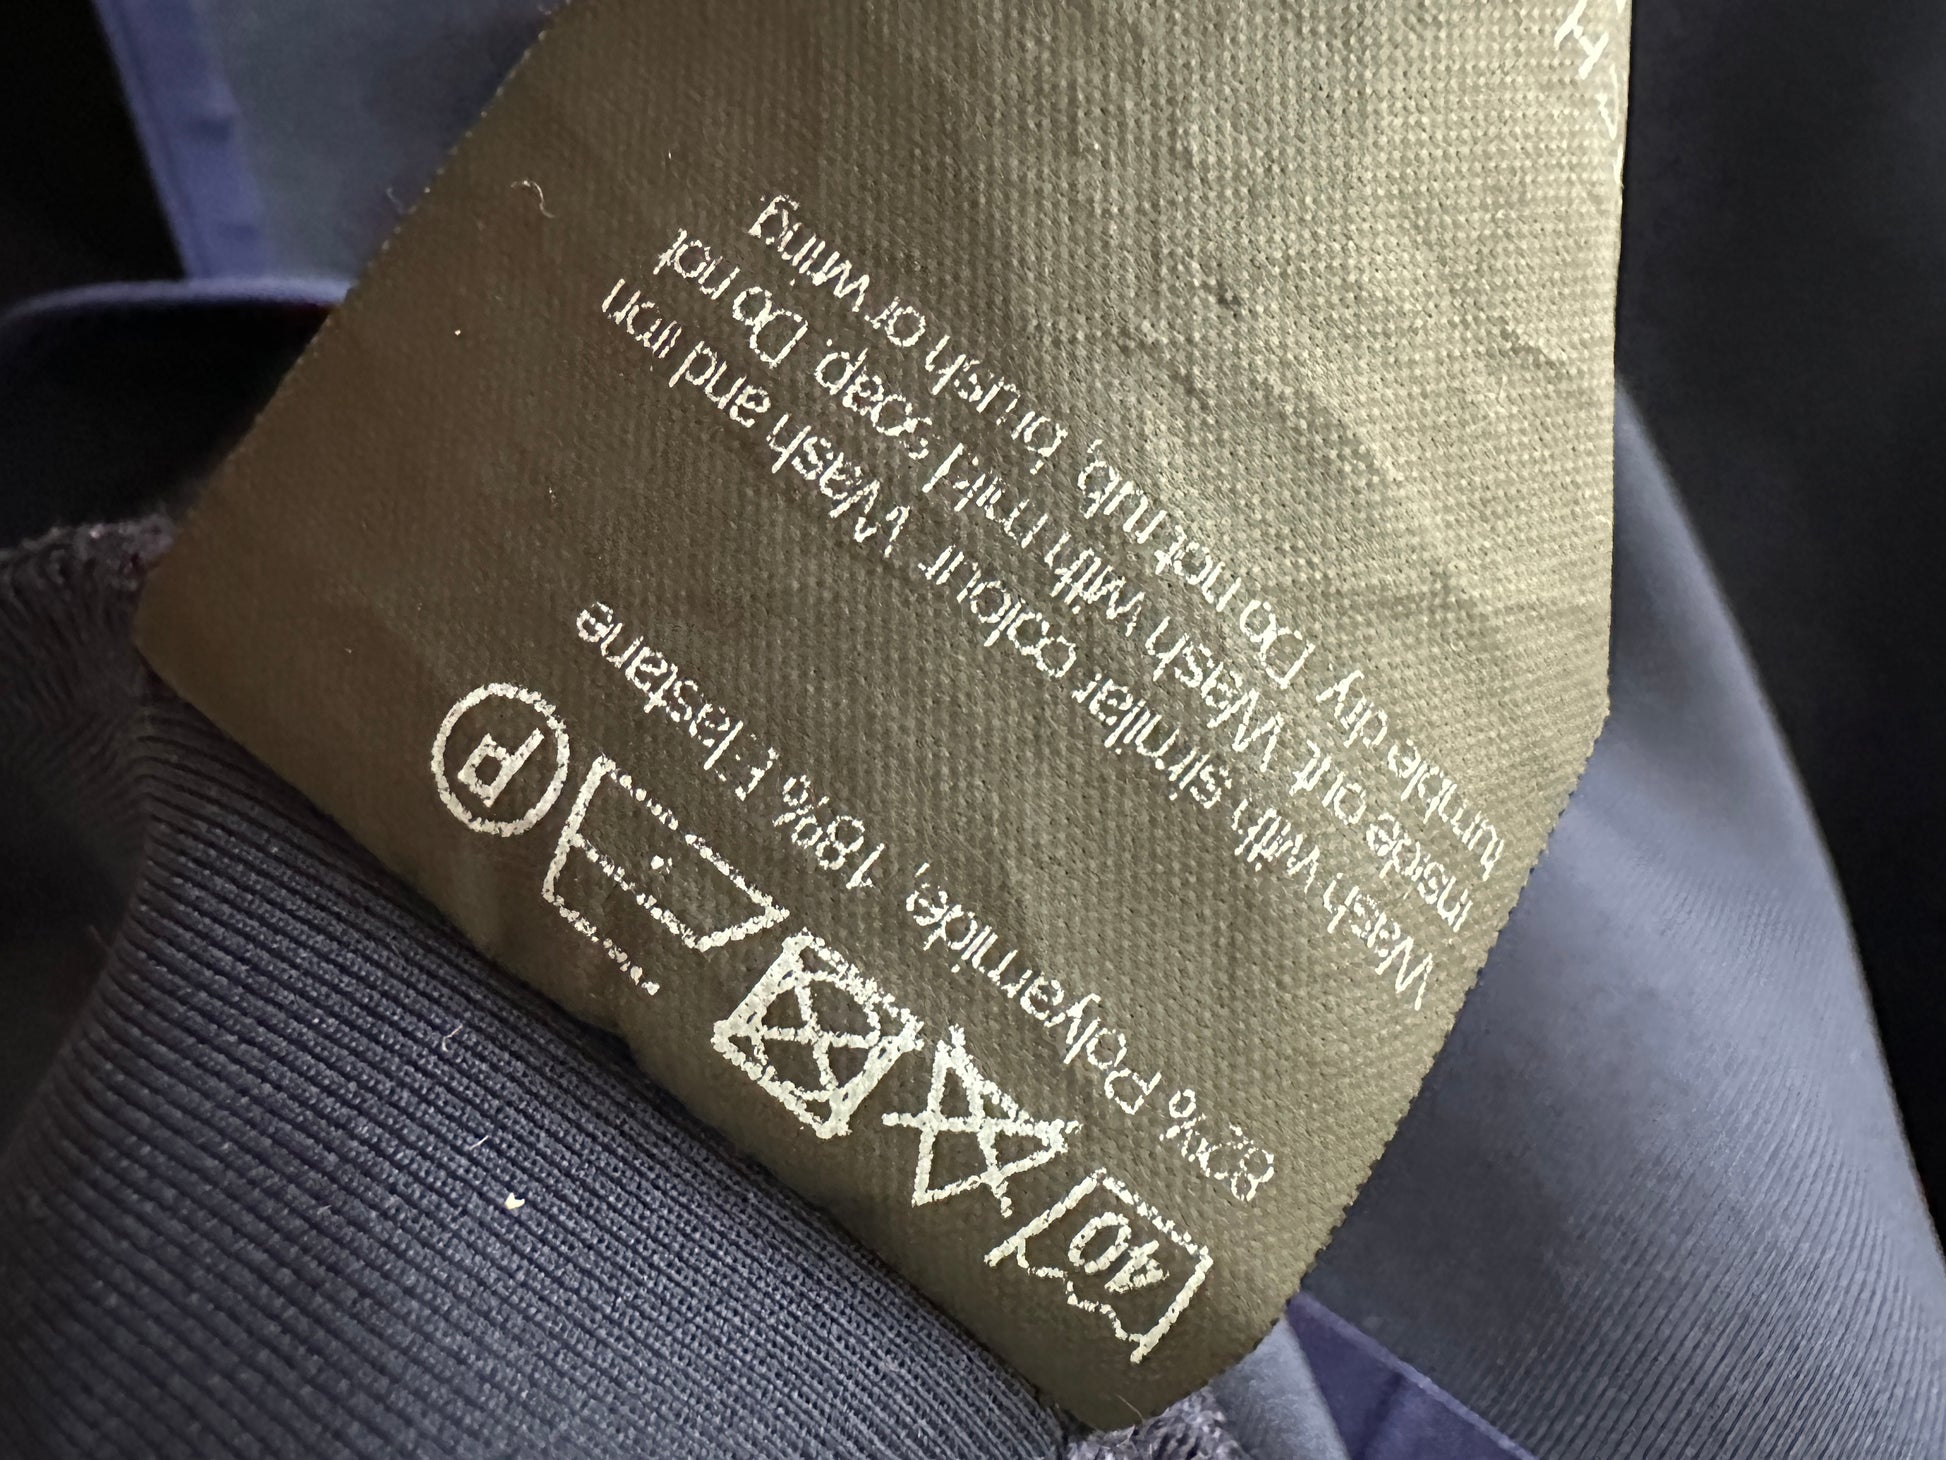 40 P
82% Polyamide, 18% Elastane
Wash with similar colour. Wash and iron
inside out. Wash with mild soap. Do not
tumble dry. Do not rub, brush or wring.